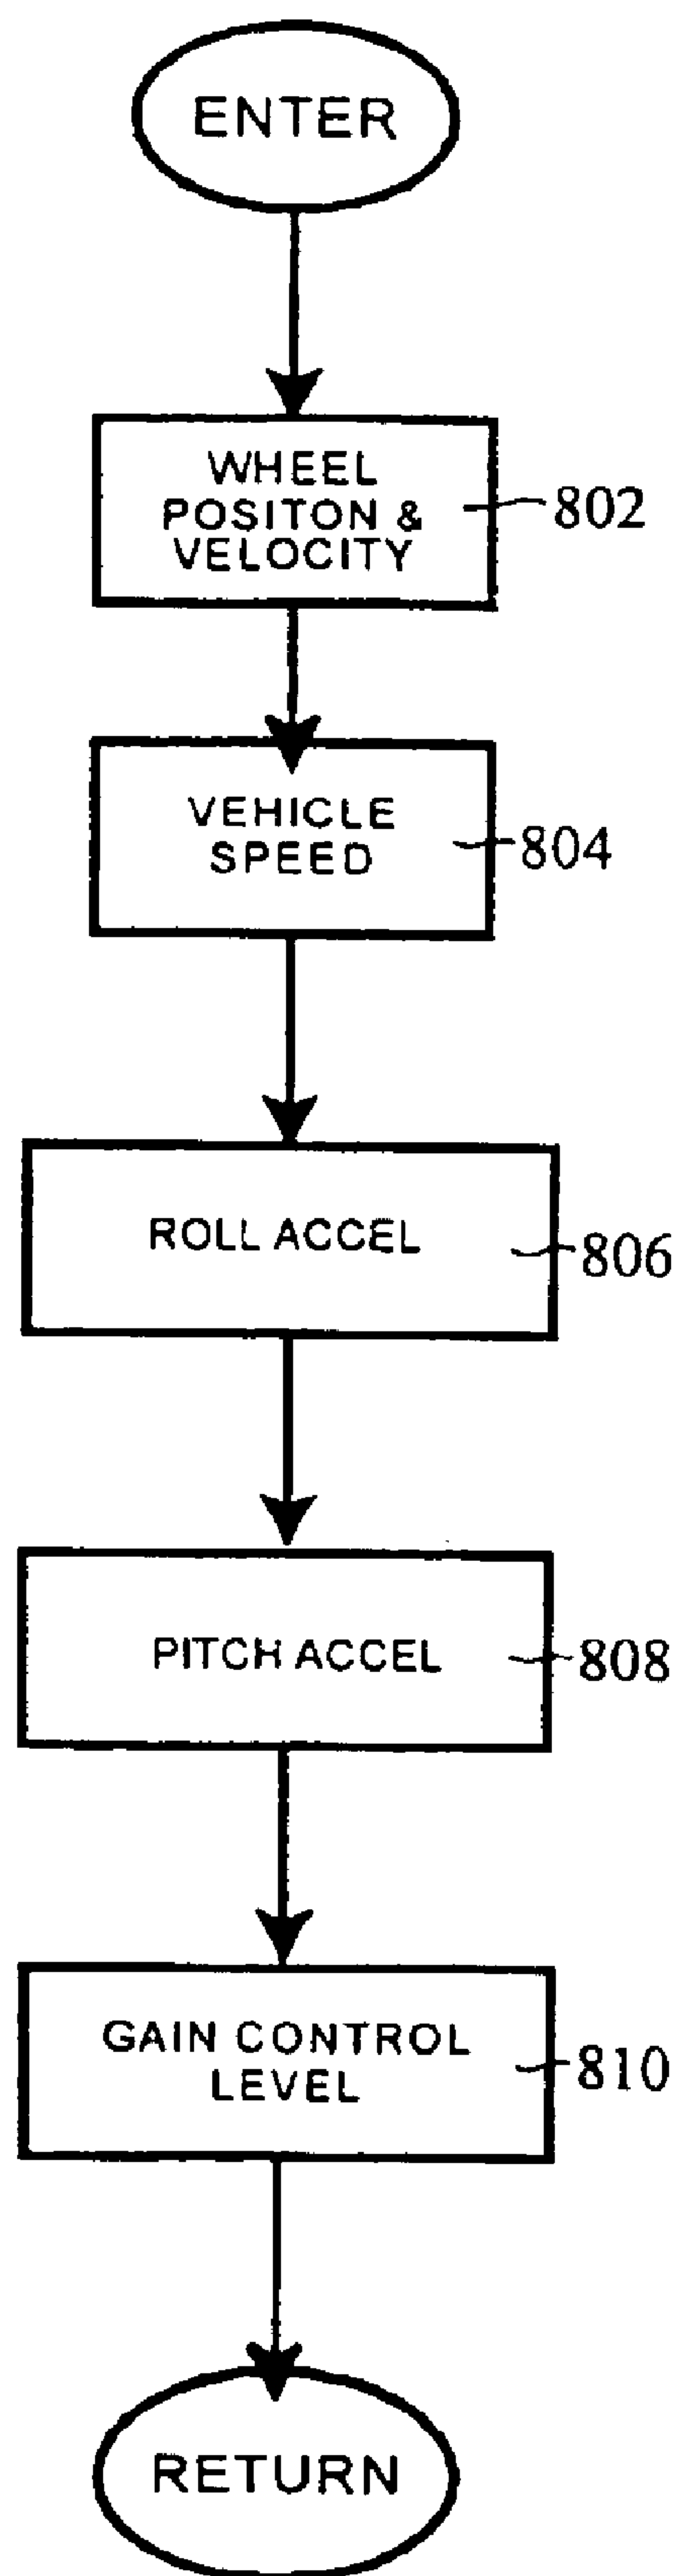 ENTER
WHEEL
POSITON &
VELOCITY
802
VEHICLE
SPEED
804
ROLL ACCEL
806
PITCH ACCEL
808
GAIN CONTROL
LEVEL
810
RETURN